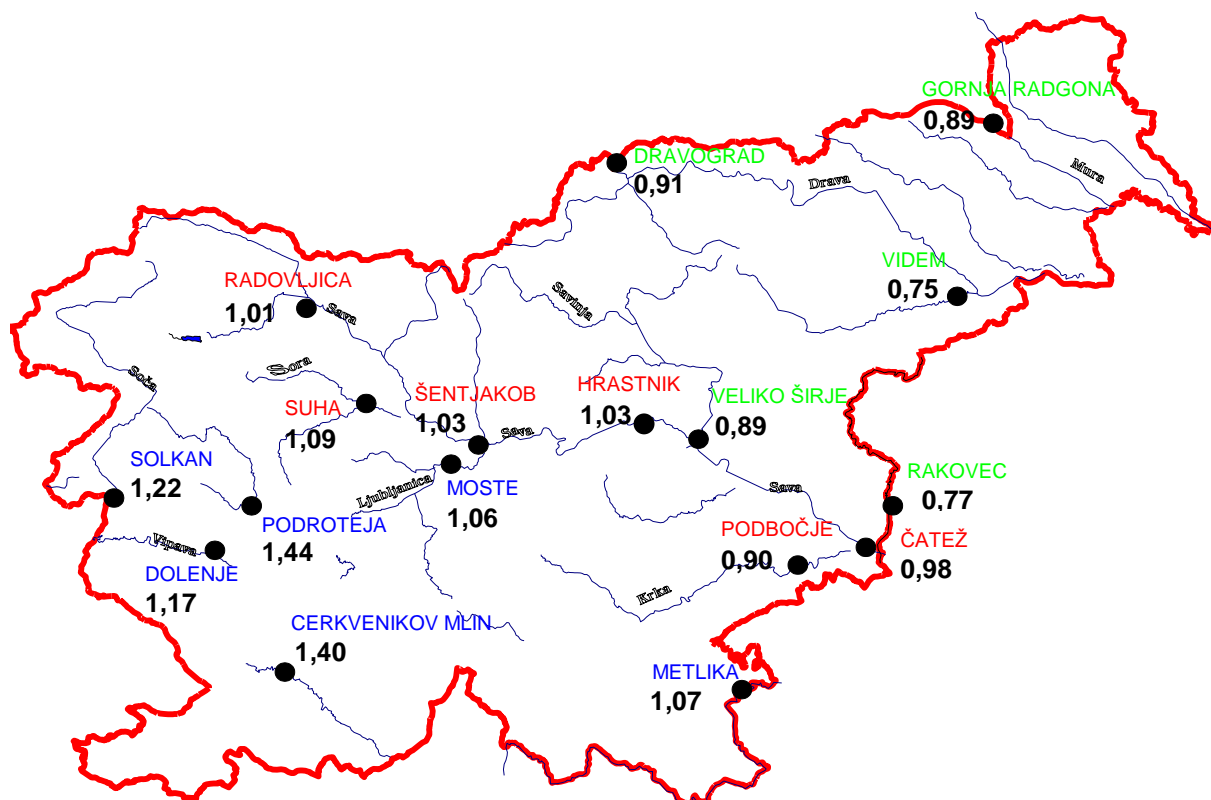 GORNJA RADGONA
0,89
DRAVOGRAD
0,91
Mura
Drava
VIDEM
0,75
RADOVLJICA
1,01
Sava
Savinja
Sora
Soča
SUHA
1,09
ŠENTJAKOB
1,03
Sava
HRASTNIK
1,03
VELIKO ŠIRJE
0,89
SOLKAN
1,22
Ljubljanica
MOSTE
1,06
Sava
RAKOVEC
0,77
PODROTEJA
1,44
PODBOČJE
0,90
ČATEŽ
0,98
Vipava
DOLENJE
1,17
Krka
CERKVENIKOV MLIN
1,40
METLIKA
1,07